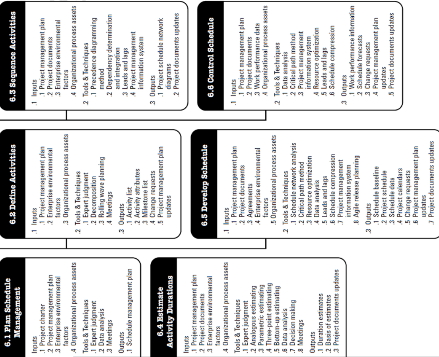 6.1 Plan Schedule
Management
.1 Inputs
.1 Project charter
.2 Project management plan
.3 Enterprise environmental
factors
.4 Organizational process assets
Tools & Techniques
.1 Expert judgment
.2 Data analysis
.3 Meetings
Outputs
.1 Schedule management plan
6.2 Define Activities
.1 Inputs
.1 Project management plan
.2 Enterprise environmental
factors
.3 Organizational process assets
.2 Tools & Techniques
.1 Expert judgment
.2 Decomposition
.3 Rolling wave planning
.4 Meetings
.3 Outputs
.1 Activity list
.2 Activity attributes
.3 Milestone list
.4 Change requests
.5 Project management plan
updates
6.3 Sequence Activities
.1 Inputs
.1 Project management plan
.2 Project documents
.3 Enterprise environmental
factors
.4 Organizational process assets
.2 Tools & Techniques
.1 Precedence diagramming
method
.2 Dependency determination
and integration
.3 Leads and lags
.4 Project management
information system
.3 Outputs
.1 Project schedule network
diagrams
.2 Project documents updates
6.4 Estimate
Activity Durations
Inputs
.1 Project management plan
.2 Project documents
.3 Enterprise environmental
factors
.4 Organizational process assets
Tools & Techniques
.1 Expert judgment
.2 Analogous estimating
.3 Parametric estimating
.4 Three-point estimating
.5 Bottom-up estimating
.6 Data analysis
.7 Decision making
.8 Meetings
Outputs
.1 Duration estimates
.2 Basis of estimates
.3 Project documents updates
6.5 Develop Schedule
.1 Inputs
.1 Project management plan
.2 Project documents
.3 Agreements
.4 Enterprise environmental
factors
.5 Organizational process assets
.2 Tools & Techniques
.1 Schedule network analysis
.2 Critical path method
.3 Resource optimization
.4 Data analysis
.5 Leads and lags
.6 Schedule compression
.7 Project management
information system
.8 Agile release planning
.3 Outputs
.1 Schedule baseline
.2 Project schedule
.3 Schedule data
.4 Project calendars
.5 Change requests
.6 Project management plan
updates
.7 Project documents updates
6.6 Control Schedule
.1 Inputs
.1 Project management plan
.2 Project documents
.3 Work performance data
.4 Organizational process assets
.2 Tools & Techniques
.1 Data analysis
.2 Critical path method
.3 Project management
information system
.4 Resource optimization
.5 Leads and lags
.6 Schedule compression
.3 Outputs
.1 Work performance information
.2 Schedule forecasts
.3 Change requests
.4 Project management plan
updates
.5 Project documents updates